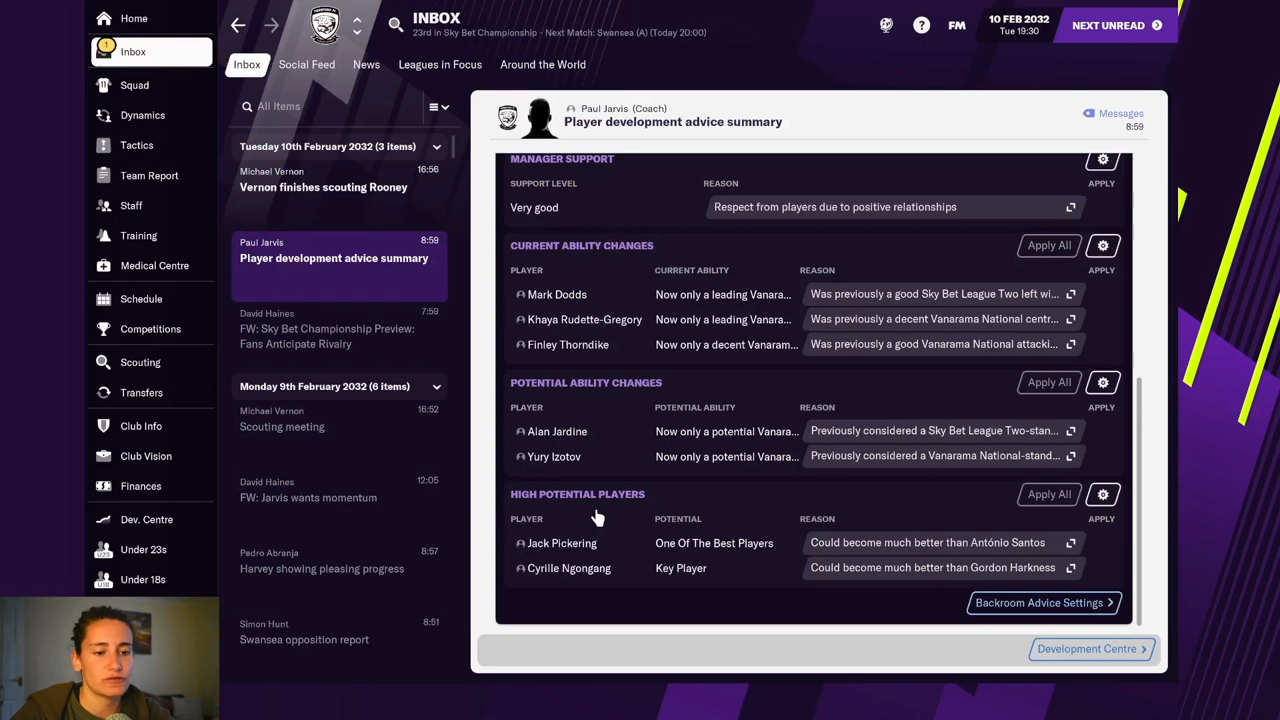 Home
1
Inbox
Squad
Dynamics
Tactics
Team Report
Staff
Training
Medical Centre
Schedule
Competitions
Scouting
Transfers
Club Info
Club Vision
Finances
Dev. Centre
Under 23s
Under 18s
INBOX
23rd in Sky Bet Championship - Next Match: Swansea (A) (Today 20:00)
?
FM
10 FEB 2032
Tue 19:30
NEXT UNREAD
Inbox
Social Feed
News
Leagues in Focus
Around the World
All Items
Tuesday 10th February 2032 (3 items)
Michael Vernon 16:56
Vernon finishes scouting Rooney
Paul Jarvis 8:59
Player development advice summary
David Haines 7:59
FW: Sky Bet Championship Preview:
Fans Anticipate Rivalry
Monday 9th February 2032 (6 items)
Michael Vernon 16:52
Scouting meeting
David Haines 12:05
FW: Jarvis wants momentum
Pedro Abranja 8:57
Harvey showing pleasing progress
Simon Hunt 8:51
Swansea opposition report
Paul Jarvis (Coach)
Player development advice summary
Messages
8:59
MANAGER SUPPORT
SUPPORT LEVEL REASON APPLY
Very good Respect from players due to positive relationships
CURRENT ABILITY CHANGES Apply All
PLAYER CURRENT ABILITY REASON APPLY
Mark Dodds Now only a leading Vanara... Was previously a good Sky Bet League Two left wi...
Khaya Rudette-Gregory Now only a leading Vanara... Was previously a decent Vanarama National centr...
Finley Thorndike Now only a decent Vanaram... Was previously a good Vanarama National attacki...
POTENTIAL ABILITY CHANGES Apply All
PLAYER POTENTIAL ABILITY REASON APPLY
Alan Jardine Now only a potential Vanara... Previously considered a Sky Bet League Two-stan...
Yury Izotov Now only a potential Vanara... Previously considered a Vanarama National-stand...
HIGH POTENTIAL PLAYERS Apply All
PLAYER POTENTIAL REASON APPLY
Jack Pickering One Of The Best Players Could become much better than António Santos
Cyrille Ngongang Key Player Could become much better than Gordon Harkness
Backroom Advice Settings
Development Centre